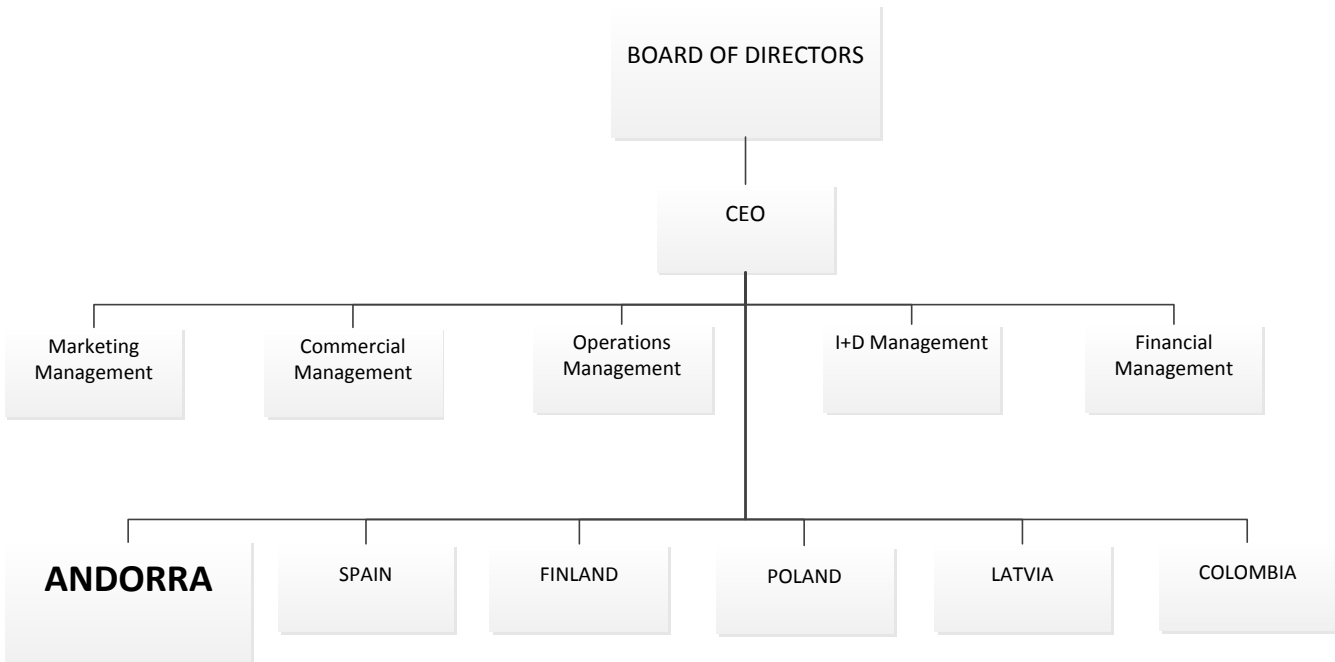 BOARD OF DIRECTORS
CEO
Marketing
Management
Commercial
Management
Operations
Management
I+D Management
Financial
Management
ANDORRA
SPAIN
FINLAND
POLAND
LATVIA
COLOMBIA